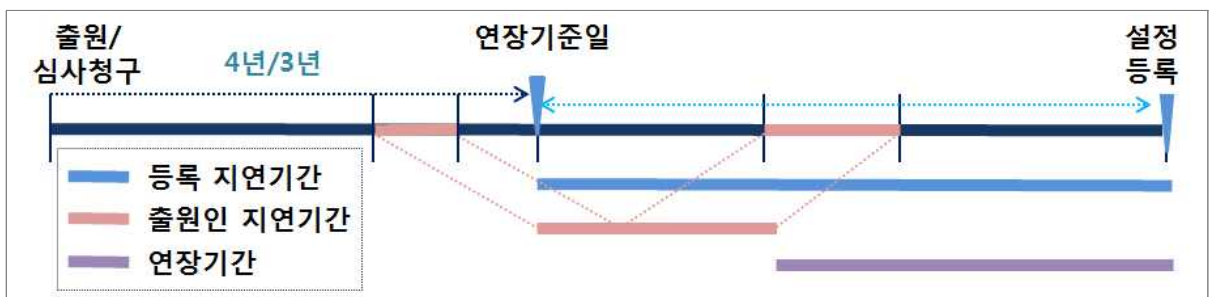 출원/
심사청구
4년/3년
연장기준일
설정
등록
등록 지연기간
출원인 지연기간
연장기간